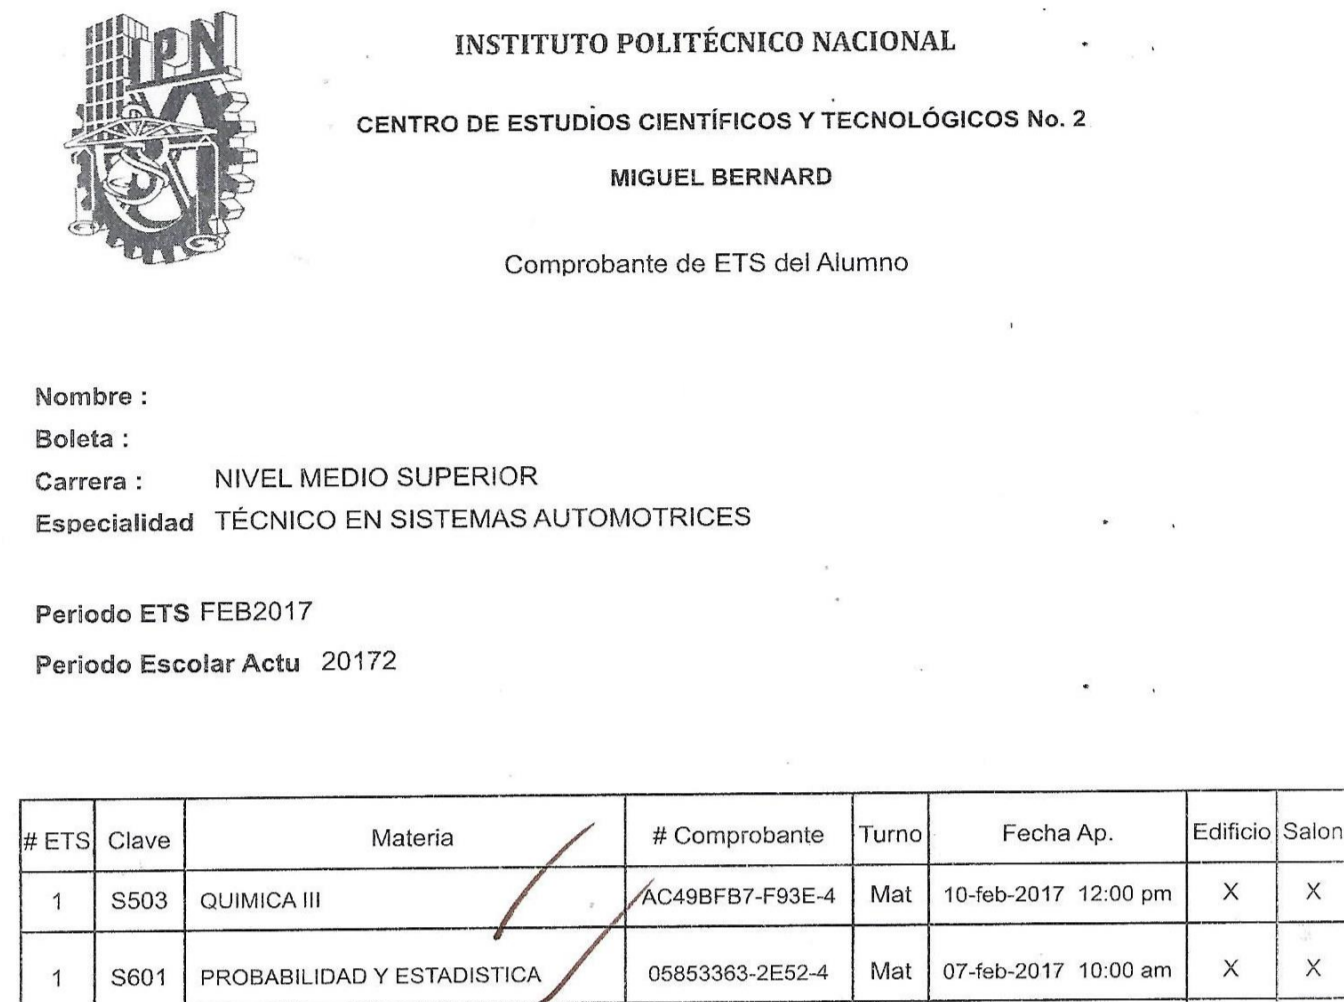 IPN
INSTITUTO POLITÉCNICO NACIONAL
CENTRO DE ESTUDIOS CIENTÍFICOS Y TECNOLÓGICOS No. 2
MIGUEL BERNARD
Comprobante de ETS del Alumno
Nombre :
Boleta :
Carrera : NIVEL MEDIO SUPERIOR
Especialidad TÉCNICO EN SISTEMAS AUTOMOTRICES
Periodo ETS FEB2017
Periodo Escolar Actu 20172
# ETS Clave Materia # Comprobante Turno Fecha Ap. Edificio Salon
1 S503 QUIMICA III AC49BFB7-F93E-4 Mat 10-feb-2017 12:00 pm X X
1 S601 PROBABILIDAD Y ESTADISTICA 05853363-2E52-4 Mat 07-feb-2017 10:00 am X X